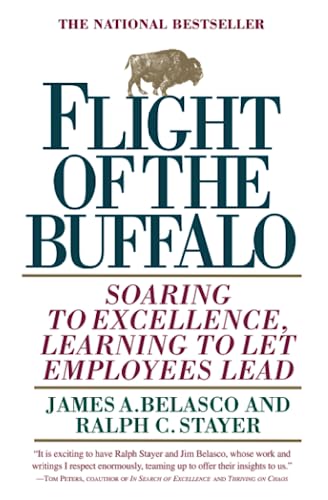 THE NATIONAL BESTSELLER
FLIGHT
OF THE
BUFFALO
SOARING
TO EXCELLENCE,
LEARNING TO LET
EMPLOYEES LEAD
JAMES A.BELASCO AND
RALPH C. STAYER
"It is exciting to have Ralph Stayer and Jim Belasco, whose work and
writings I respect enormously, teaming up to offer their insights to us."
—Tom Peters, coauthor of In Search of Excellence and Thriving on Chaos